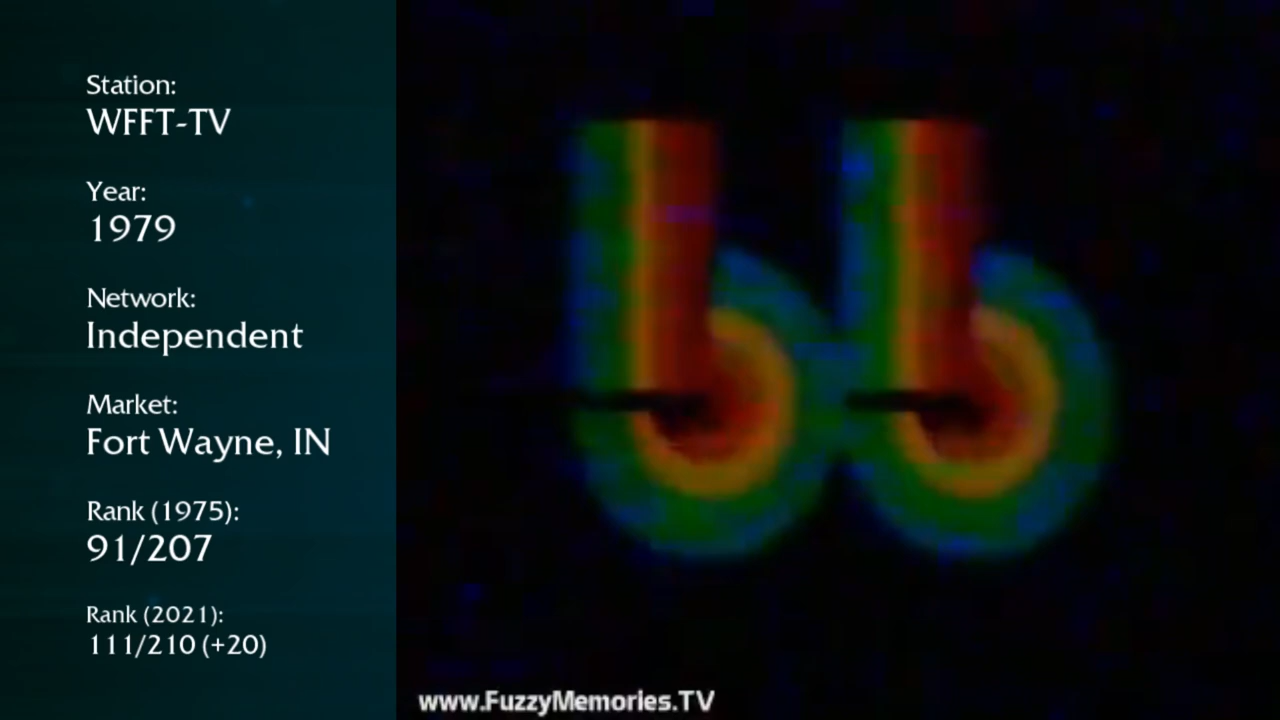 Station:
WFFT-TV
Year:
1979
Network:
Independent
Market:
Fort Wayne, IN
Rank (1975):
91/207
Rank (2021):
111/210 (+20)
www.FuzzyMemories.TV